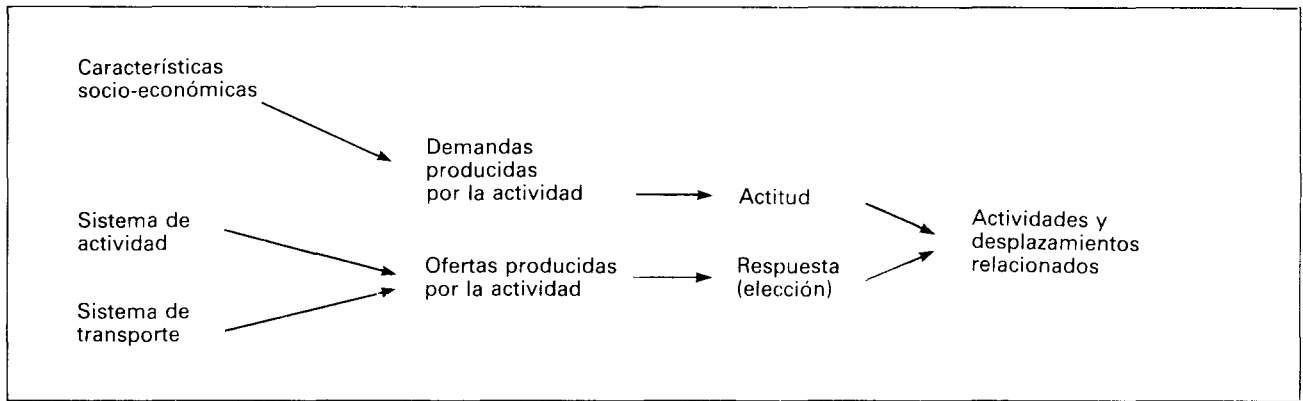 Características
socio-económicas
Demandas
producidas
por la actividad
Actitud
Sistema de
actividad
Actividades y
desplazamientos
relacionados
Ofertas producidas
por la actividad
Respuesta
(elección)
Sistema de
transporte